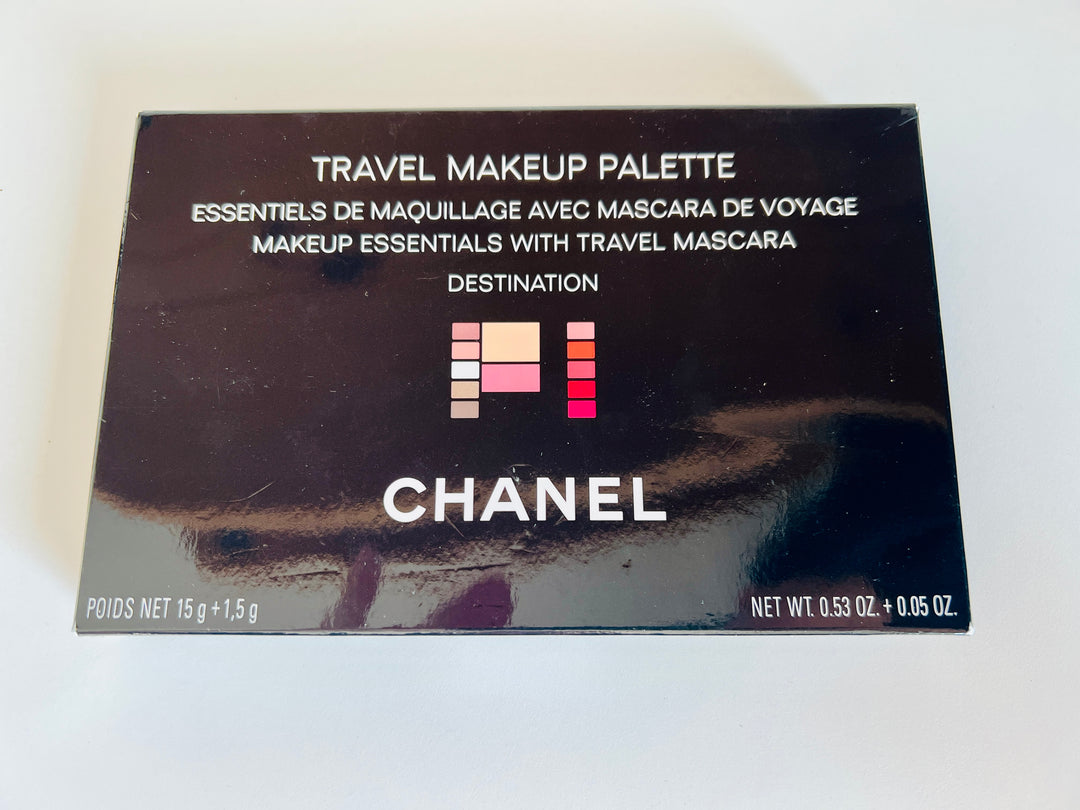 TRAVEL MAKEUP PALETTE
ESSENTIELS DE MAQUILLAGE AVEC MASCARA DE VOYAGE
MAKEUP ESSENTIALS WITH TRAVEL MASCARA
DESTINATION
CHANEL
POIDS NET 15 g + 1,5 g
NET WT. 0.53 OZ. + 0.05 OZ.